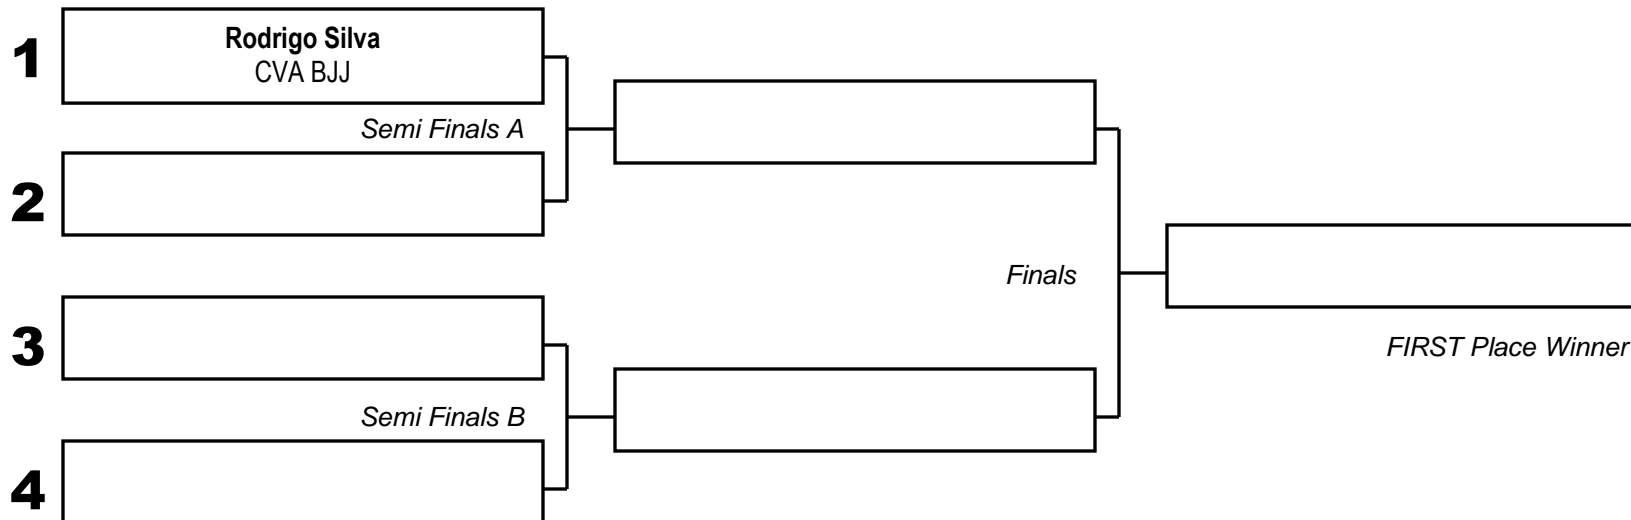 1
Rodrigo Silva
CVA BJJ
Semi Finals A
2
Finals
3
FIRST Place Winner
Semi Finals B
4